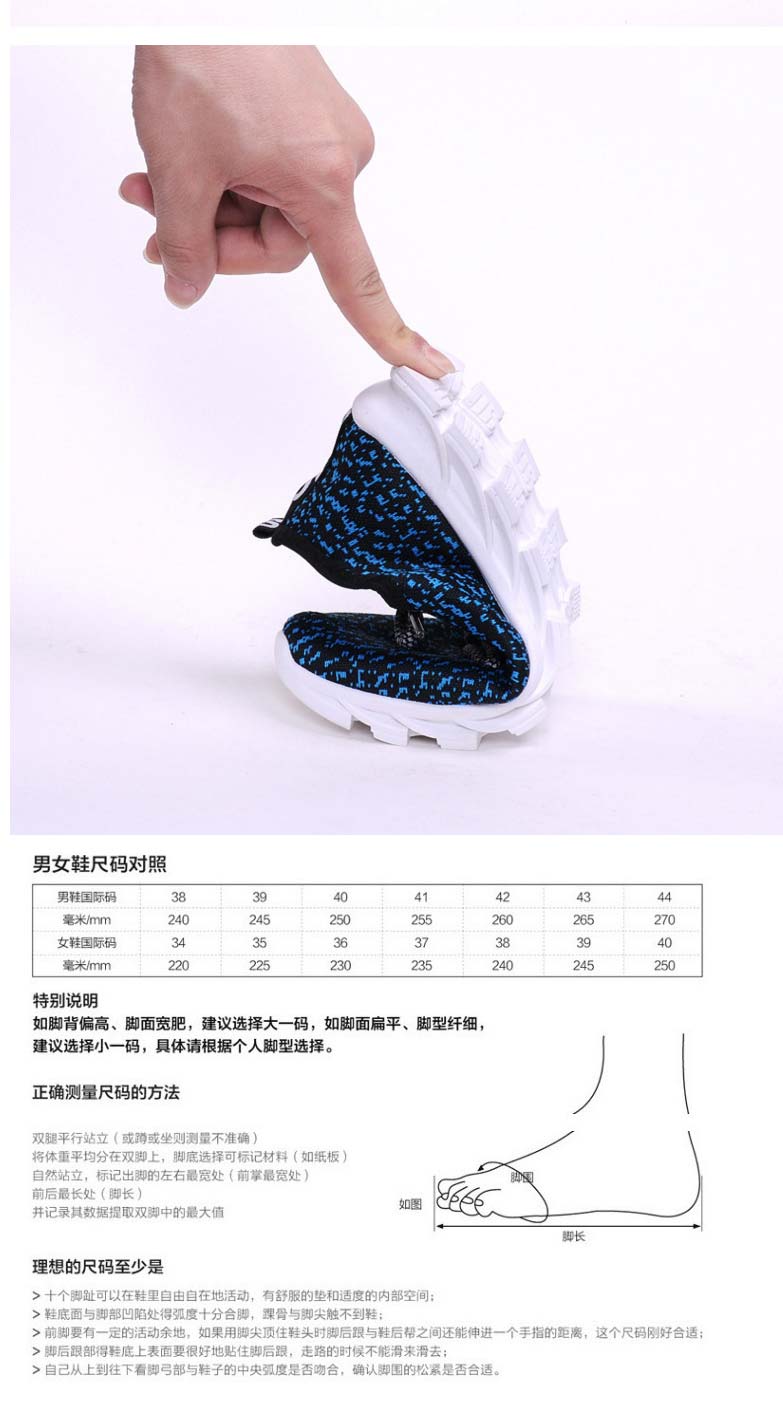 男女鞋尺码对照
男鞋国际码 38 39 40 41 42 43 44
毫米/mm 240 245 250 255 260 265 270
女鞋国际码 34 35 36 37 38 39 40
毫米/mm 220 225 230 235 240 245 250
特别说明
如脚背偏高、脚面宽肥，建议选择大一码，如脚面扁平、脚型纤细，
建议选择小一码，具体请根据个人脚型选择。
正确测量尺码的方法
双腿平行站立（或蹲或坐则测量不准确）
将体重平均分在双脚上，脚底选择可标记材料（如纸板）
自然站立，标记出脚的左右最宽处（前掌最宽处）
前后最长处（脚长）
并记录其数据提取双脚中的最大值
脚围
如图
脚长
理想的尺码至少是
> 十个脚趾可以在鞋里自由自在地活动，有舒服的垫和适度的内部空间；
> 鞋底面与脚部凹陷处得弧度十分合脚，踝骨与脚尖触不到鞋；
> 前脚要有一定的活动余地，如果用脚尖顶住鞋头时脚后跟与鞋后帮之间还能伸进一个手指的距离，这个尺码刚好合适；
> 脚后跟部得鞋底上表面要很好地贴住脚后跟，走路的时候不能滑来滑去；
> 自己从上到往下看脚弓部与鞋子的中央弧度是否吻合，确认脚围的松紧是否合适。